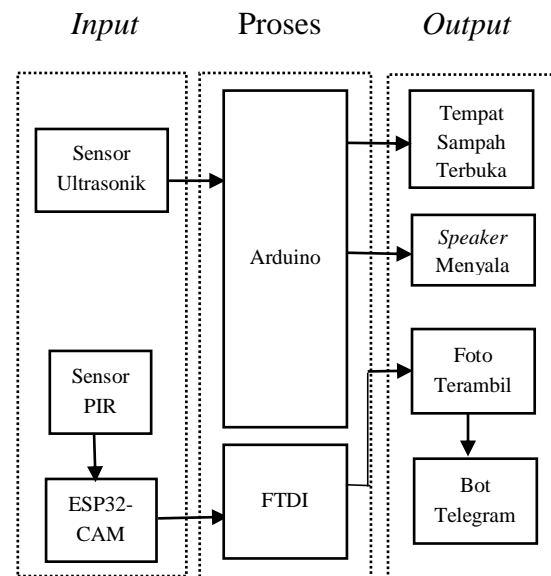 Input
Proses
Output
Sensor
Ultrasonik
Sensor
PIR
ESP32-
CAM
Arduino
FTDI
Tempat
Sampah
Terbuka
Speaker
Menyala
Foto
Terambil
Bot
Telegram